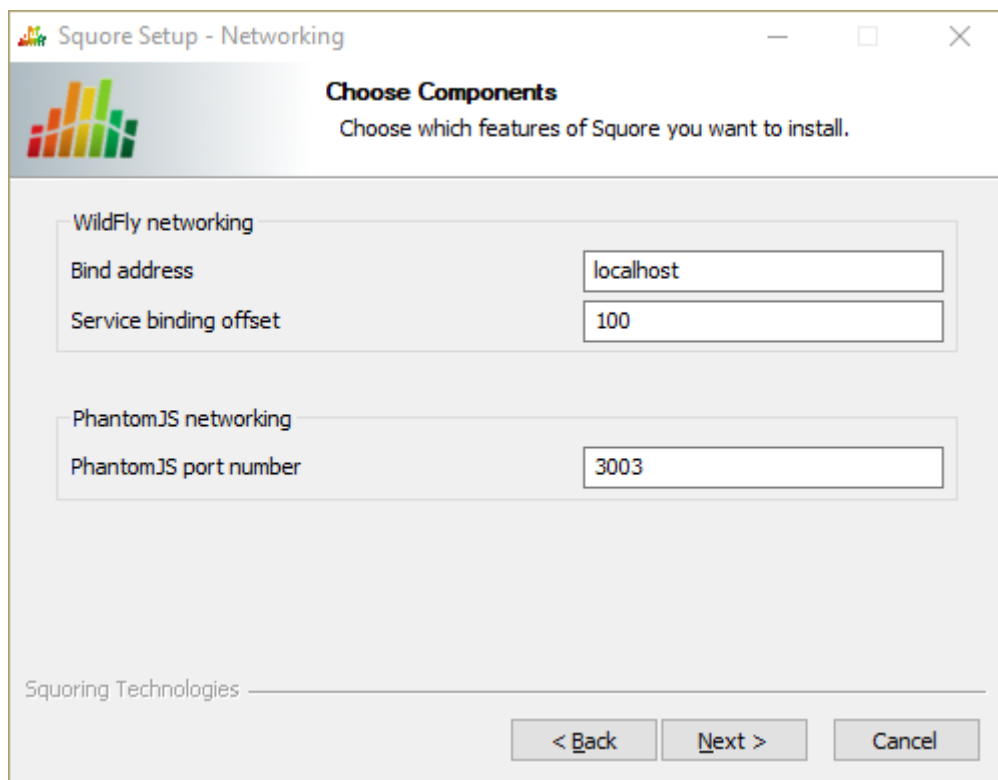 Squore Setup - Networking
Choose Components
Choose which features of Squore you want to install.
WildFly networking
Bind address
localhost
Service binding offset
100
PhantomJS networking
PhantomJS port number
3003
Squoring Technologies
< Back
Next >
Cancel